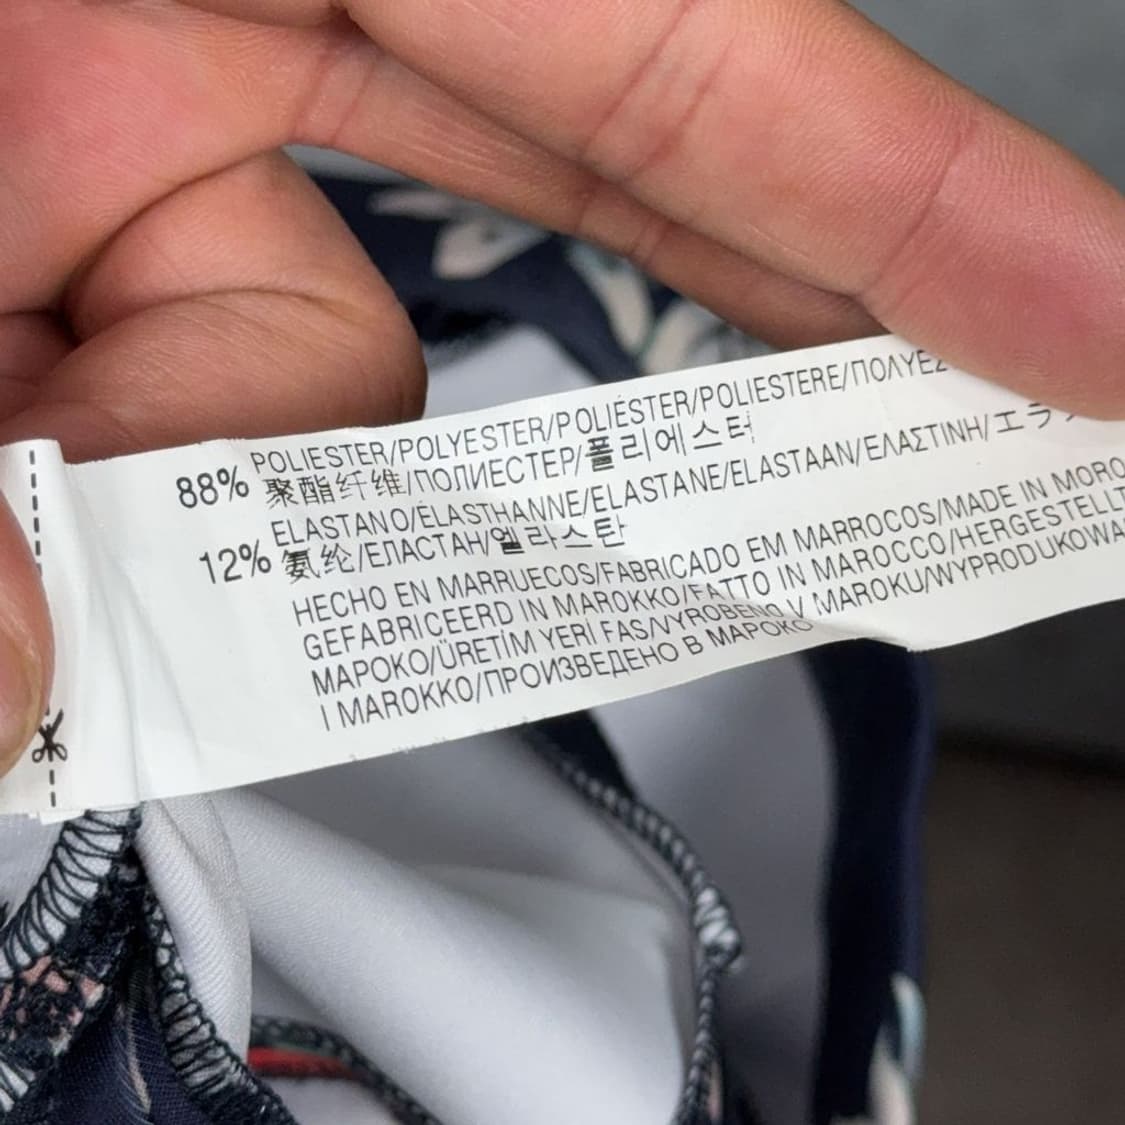 88% POLIESTER/POLYESTER/POLIÉSTER/POLIESTERE/ΠΟΛΥΕΣ
聚酯纤维/ПОЛИЕСТЕР/폴리에스터
12% ELASTANO/ÉLASTHANNE/ELASTANE/ELASTAAN/ΕΛΑΣΤΙΝΗ/エラ
氨纶/ЕЛАСТАН/엘라스탄
HECHO EN MARRUECOS/FABRICADO EM MARROCOS/MADE IN MORO
GEFABRICEERD IN MAROKKO/FATTO IN MAROCCO/HERGESTELLT
ΜΑΡΟΚΟ/ÜRETİM YERİ FAS/VYROBENO V MAROKU/WYPRODUKOWA
I MAROKKO/ПРОИЗВЕДЕНО В МАРОКО